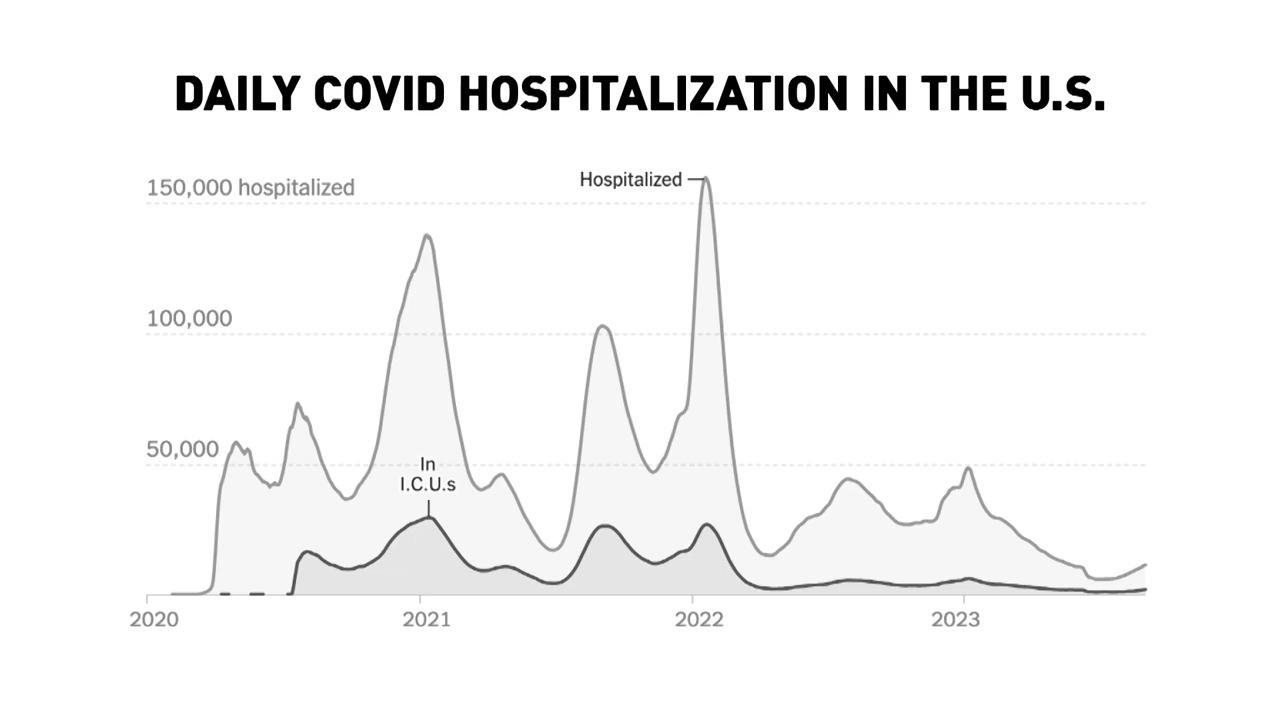 DAILY COVID HOSPITALIZATION IN THE U.S.
Hospitalized
150,000 hospitalized
100,000
50,000
In
I.C.U.s
2020
2021
2022
2023